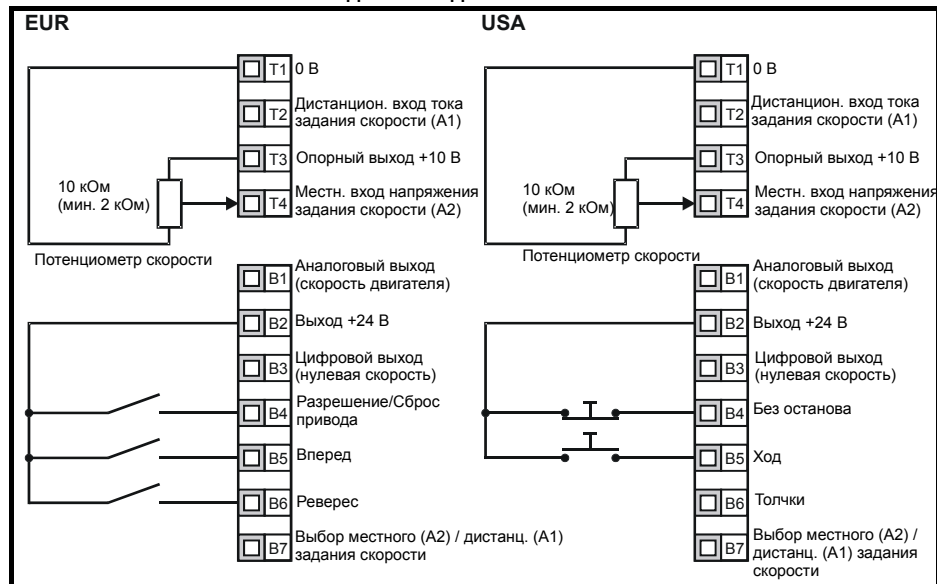 EUR
T1 0 В
T2 Дистанцион. вход тока
задания скорости (A1)
T3 Опорный выход +10 В
10 кОм
(мин. 2 кОм)
T4 Местн. вход напряжения
задания скорости (A2)
Потенциометр скорости
B1 Аналоговый выход
(скорость двигателя)
B2 Выход +24 В
B3 Цифровой выход
(нулевая скорость)
B4 Разрешение/Сброс
привода
B5 Вперед
B6 Реверес
B7 Выбор местного (A2) / дистанц. (A1)
задания скорости
USA
T1 0 В
T2 Дистанцион. вход тока
задания скорости (A1)
T3 Опорный выход +10 В
10 кОм
(мин. 2 кОм)
T4 Местн. вход напряжения
задания скорости (A2)
Потенциометр скорости
B1 Аналоговый выход
(скорость двигателя)
B2 Выход +24 В
B3 Цифровой выход
(нулевая скорость)
B4 Без останова
B5 Ход
B6 Толчки
B7 Выбор местного (A2) /
дистанц. (A1) задания
скорости